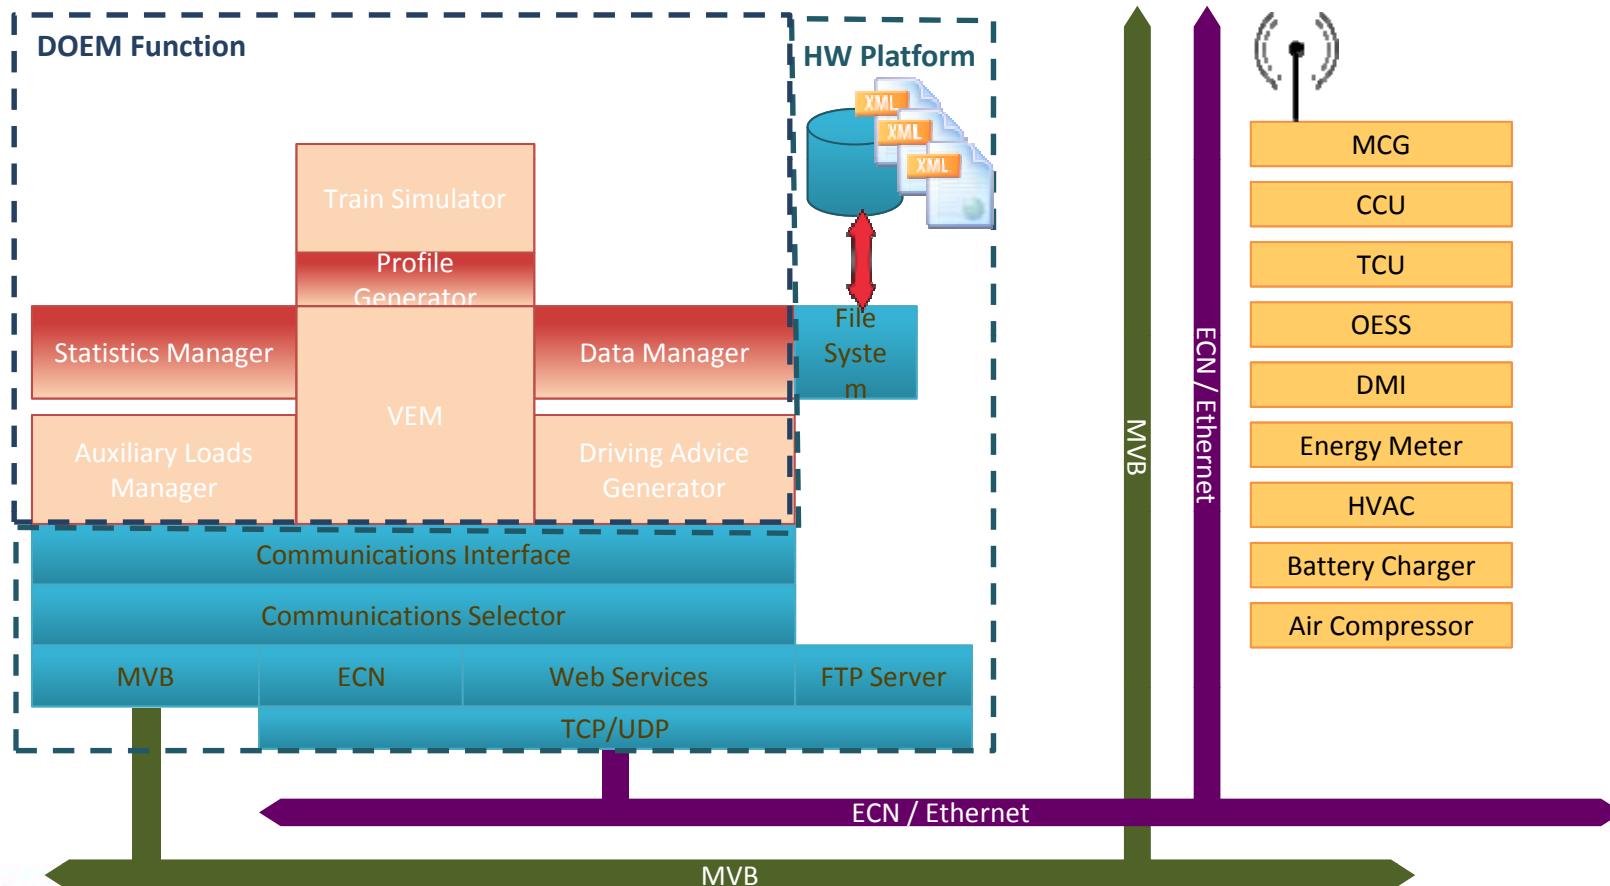 DOEM Function
HW Platform
XML
XML
XML
Train Simulator
Profile
Generator
Statistics Manager
Data Manager
File
Syste
m
VEM
Auxiliary Loads
Manager
Driving Advice
Generator
Communications Interface
Communications Selector
MVB
ECN
Web Services
FTP Server
TCP/UDP
MVB
ECN / Ethernet
ECN / Ethernet
MVB
MCG
CCU
TCU
OESS
DMI
Energy Meter
HVAC
Battery Charger
Air Compressor